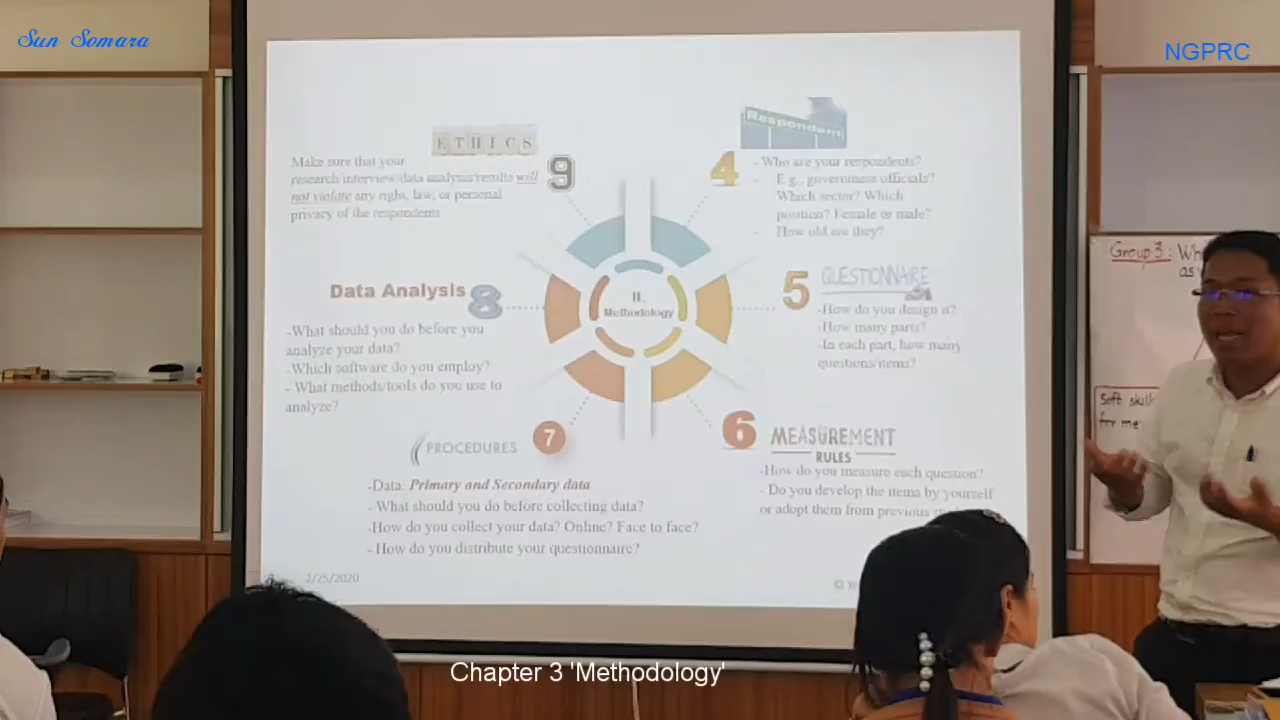 Sun Somara
NGPRC
ETHICS
9
Make sure that your
research/interview/data analysis/results will
not violate any right, law, or personal
privacy of the respondents
Respondent
4
- Who are your respondents?
- E.g., government officials?
Which sector? Which
position? Female or male?
- How old are they?
Data Analysis
8
-What should you do before you
analyze your data?
-Which software do you employ?
- What methods/tools do you use to
analyze?
II.
Methodology
5
QUESTIONNAIRE
-How do you design it?
-How many parts?
-In each part, how many
questions/items?
PROCEDURES
7
-Data: Primary and Secondary data
- What should you do before collecting data?
-How do you collect your data? Online? Face to face?
- How do you distribute your questionnaire?
6
MEASUREMENT
RULES
-How do you measure each question?
- Do you develop the items by yourself
or adopt them from previous
2/25/2020
©
Group 3:
as
Soft
for me
Chapter 3 'Methodology'